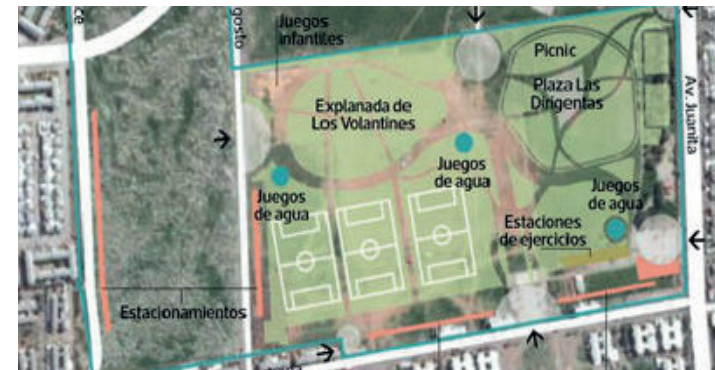 Juegos
infantiles
Picnic
Plaza Las
Dirigentas
Explanada de
Los Volantines
Av. Juanita
Juegos
de agua
Juegos
de agua
Juegos
de agua
Estaciones
de ejercicios
Estacionamientos